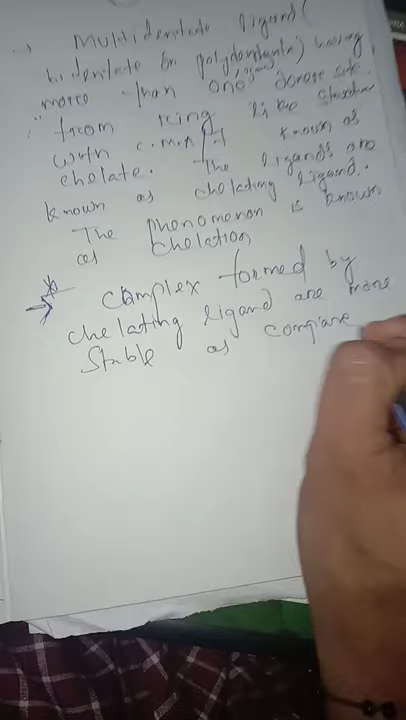 → Multidentate ligand (
bidentate or polydentate) having
more than one donor site
form ring like structure
with comp. known as
chelate. The ligands are
known as chelating ligand.
The phenomenon is known
as chelation
* Complex formed by
chelating ligand are more
Stable as compare